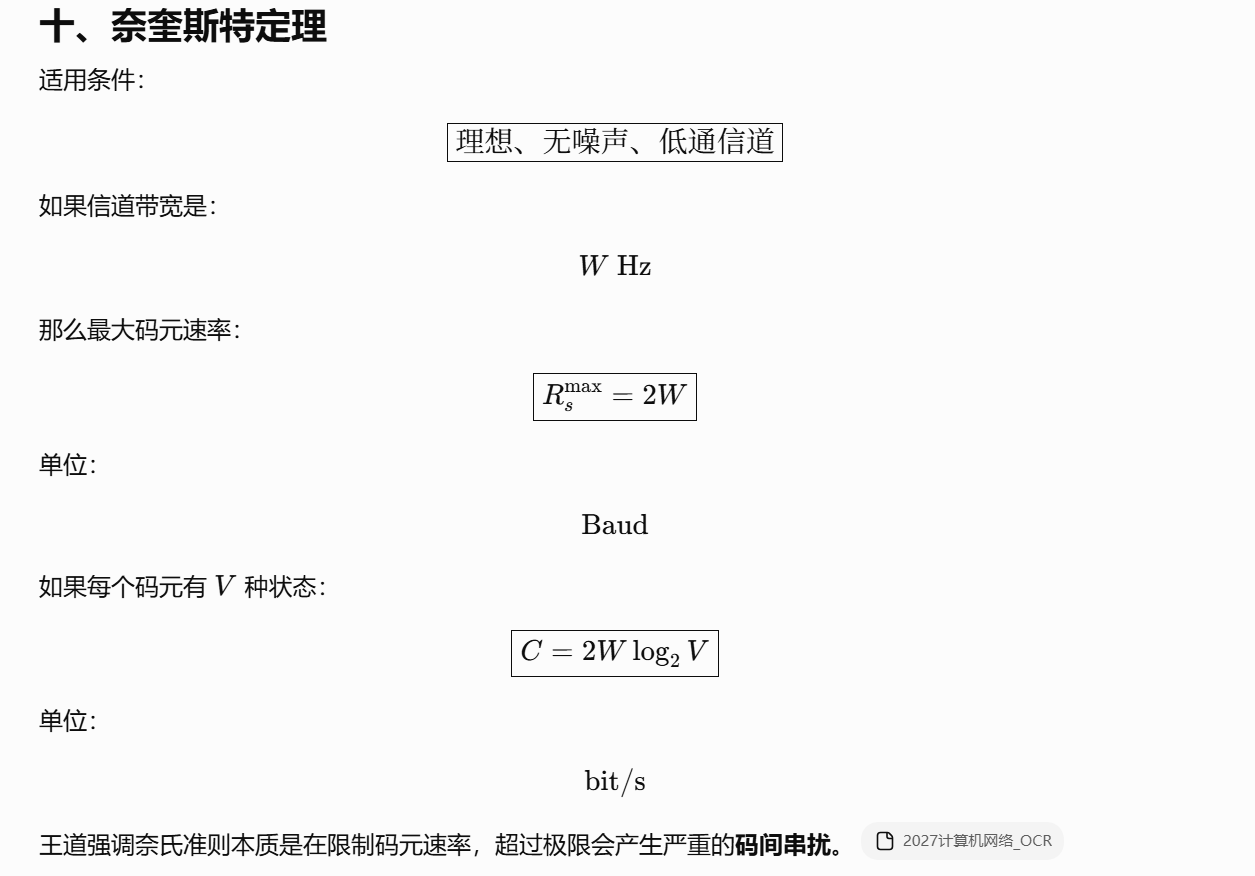 十、奈奎斯特定理
适用条件：
理想、无噪声、低通信道
如果信道带宽是：
W Hz
那么最大码元速率：
R_s^max = 2W
单位：
Baud
如果每个码元有 V 种状态：
C = 2W log₂ V
单位：
bit/s
王道强调奈氏准则本质是在限制码元速率，超过极限会产生严重的码间串扰。 2027计算机网络_OCR